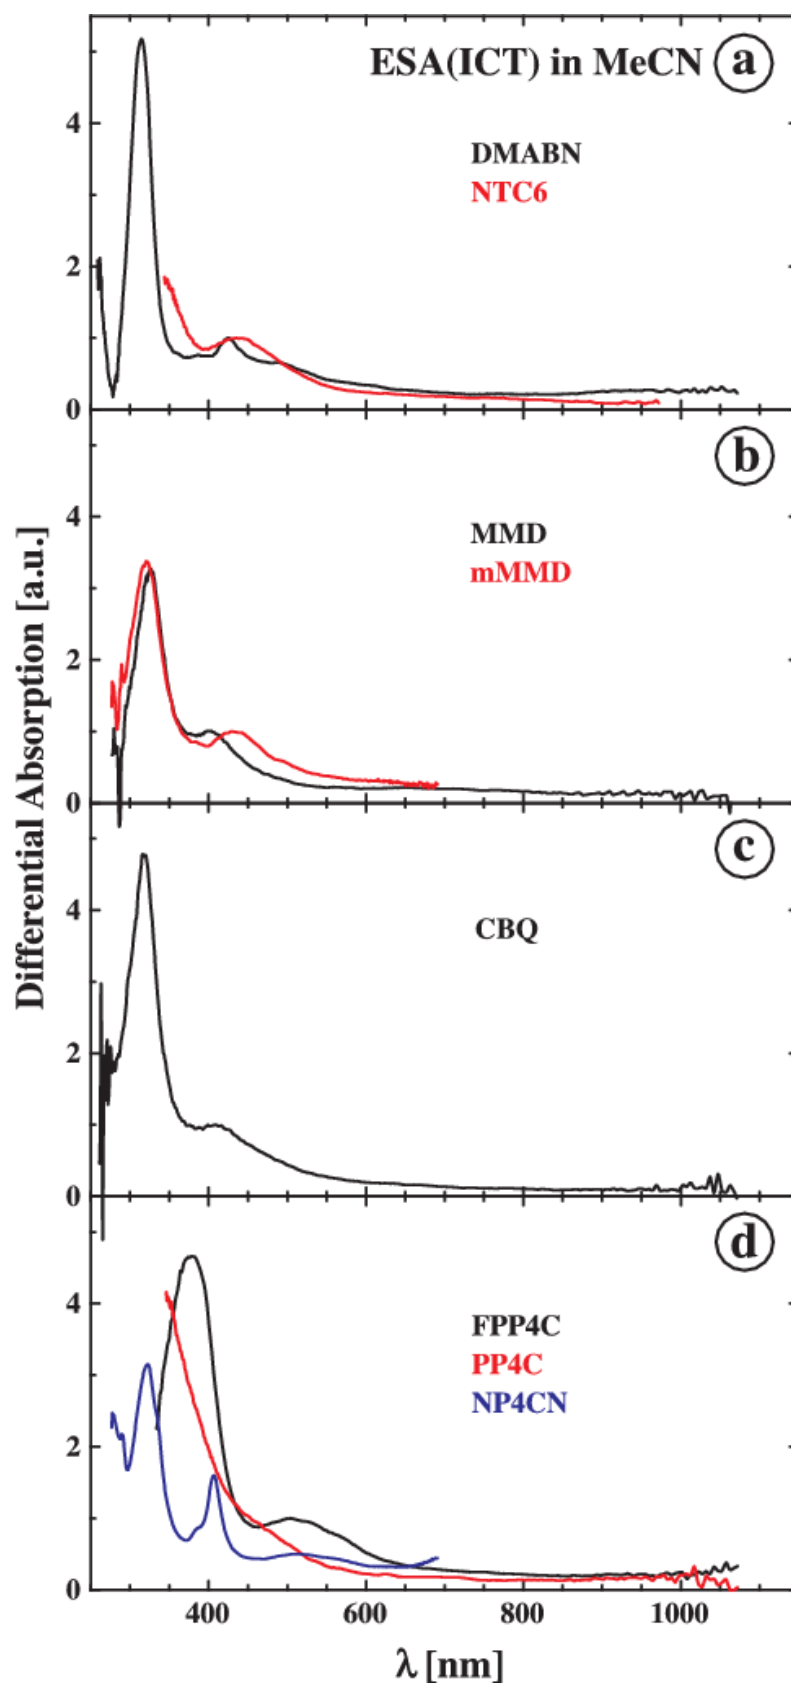 ESA(ICT) in MeCN a
DMABN
NTC6
4
2
0
b
MMD
mMMD
4
2
0
c
CBQ
4
2
0
d
FPP4C
PP4C
NP4CN
4
2
0
400 600 800 1000
λ [nm]
Differential Absorption [a.u.]